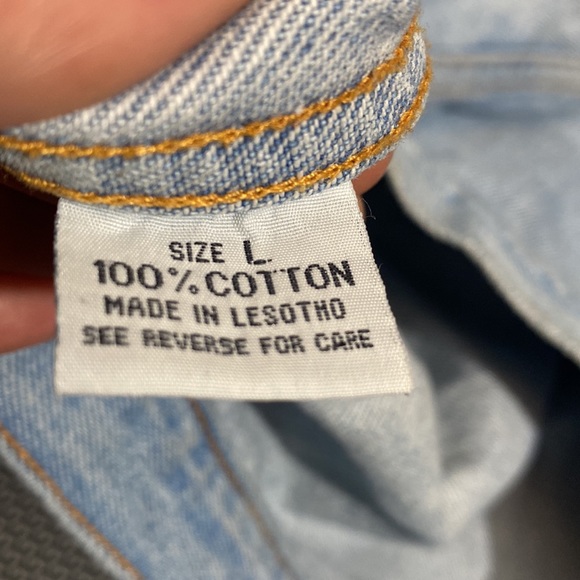 SIZE L
100% COTTON
MADE IN LESOTHO
SEE REVERSE FOR CARE